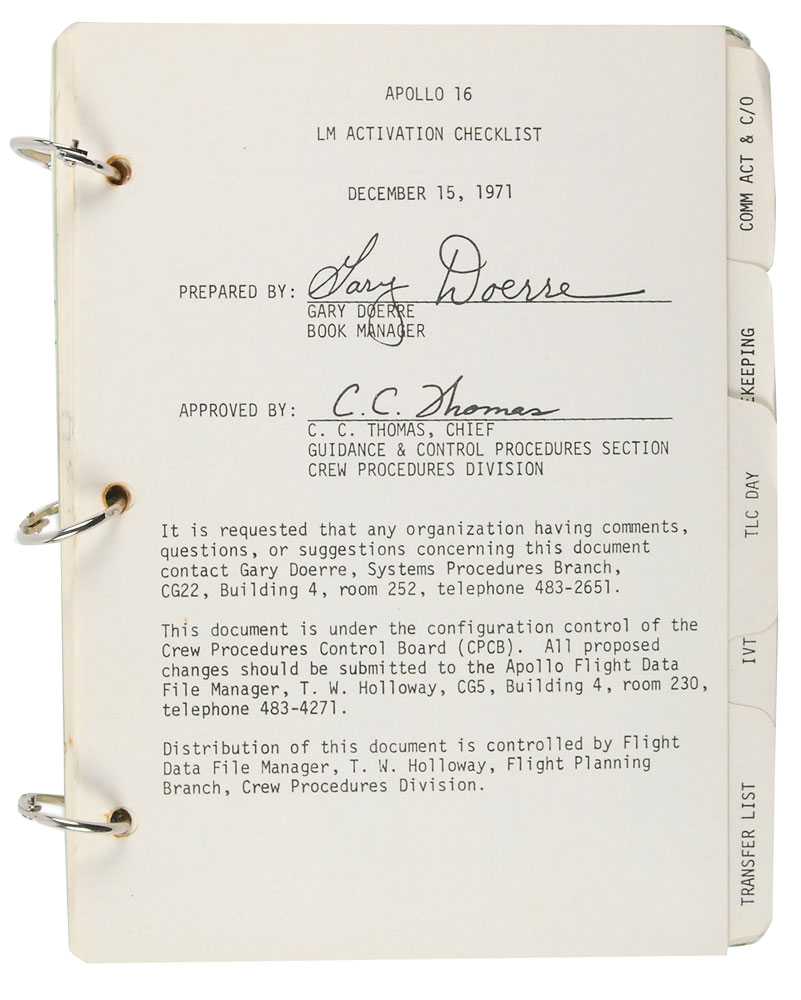 APOLLO 16
LM ACTIVATION CHECKLIST
DECEMBER 15, 1971
PREPARED BY: Gary Doerre
GARY DOERRE
BOOK MANAGER
APPROVED BY: C. C. Thomas
C. C. THOMAS, CHIEF
GUIDANCE & CONTROL PROCEDURES SECTION
CREW PROCEDURES DIVISION
It is requested that any organization having comments,
questions, or suggestions concerning this document
contact Gary Doerre, Systems Procedures Branch,
CG22, Building 4, room 252, telephone 483-2651.
This document is under the configuration control of the
Crew Procedures Control Board (CPCB). All proposed
changes should be submitted to the Apollo Flight Data
File Manager, T. W. Holloway, CG5, Building 4, room 230,
telephone 483-4271.
Distribution of this document is controlled by Flight
Data File Manager, T. W. Holloway, Flight Planning
Branch, Crew Procedures Division.
COMM ACT & C/O
KEEPING
TLC DAY
IVT
TRANSFER LIST